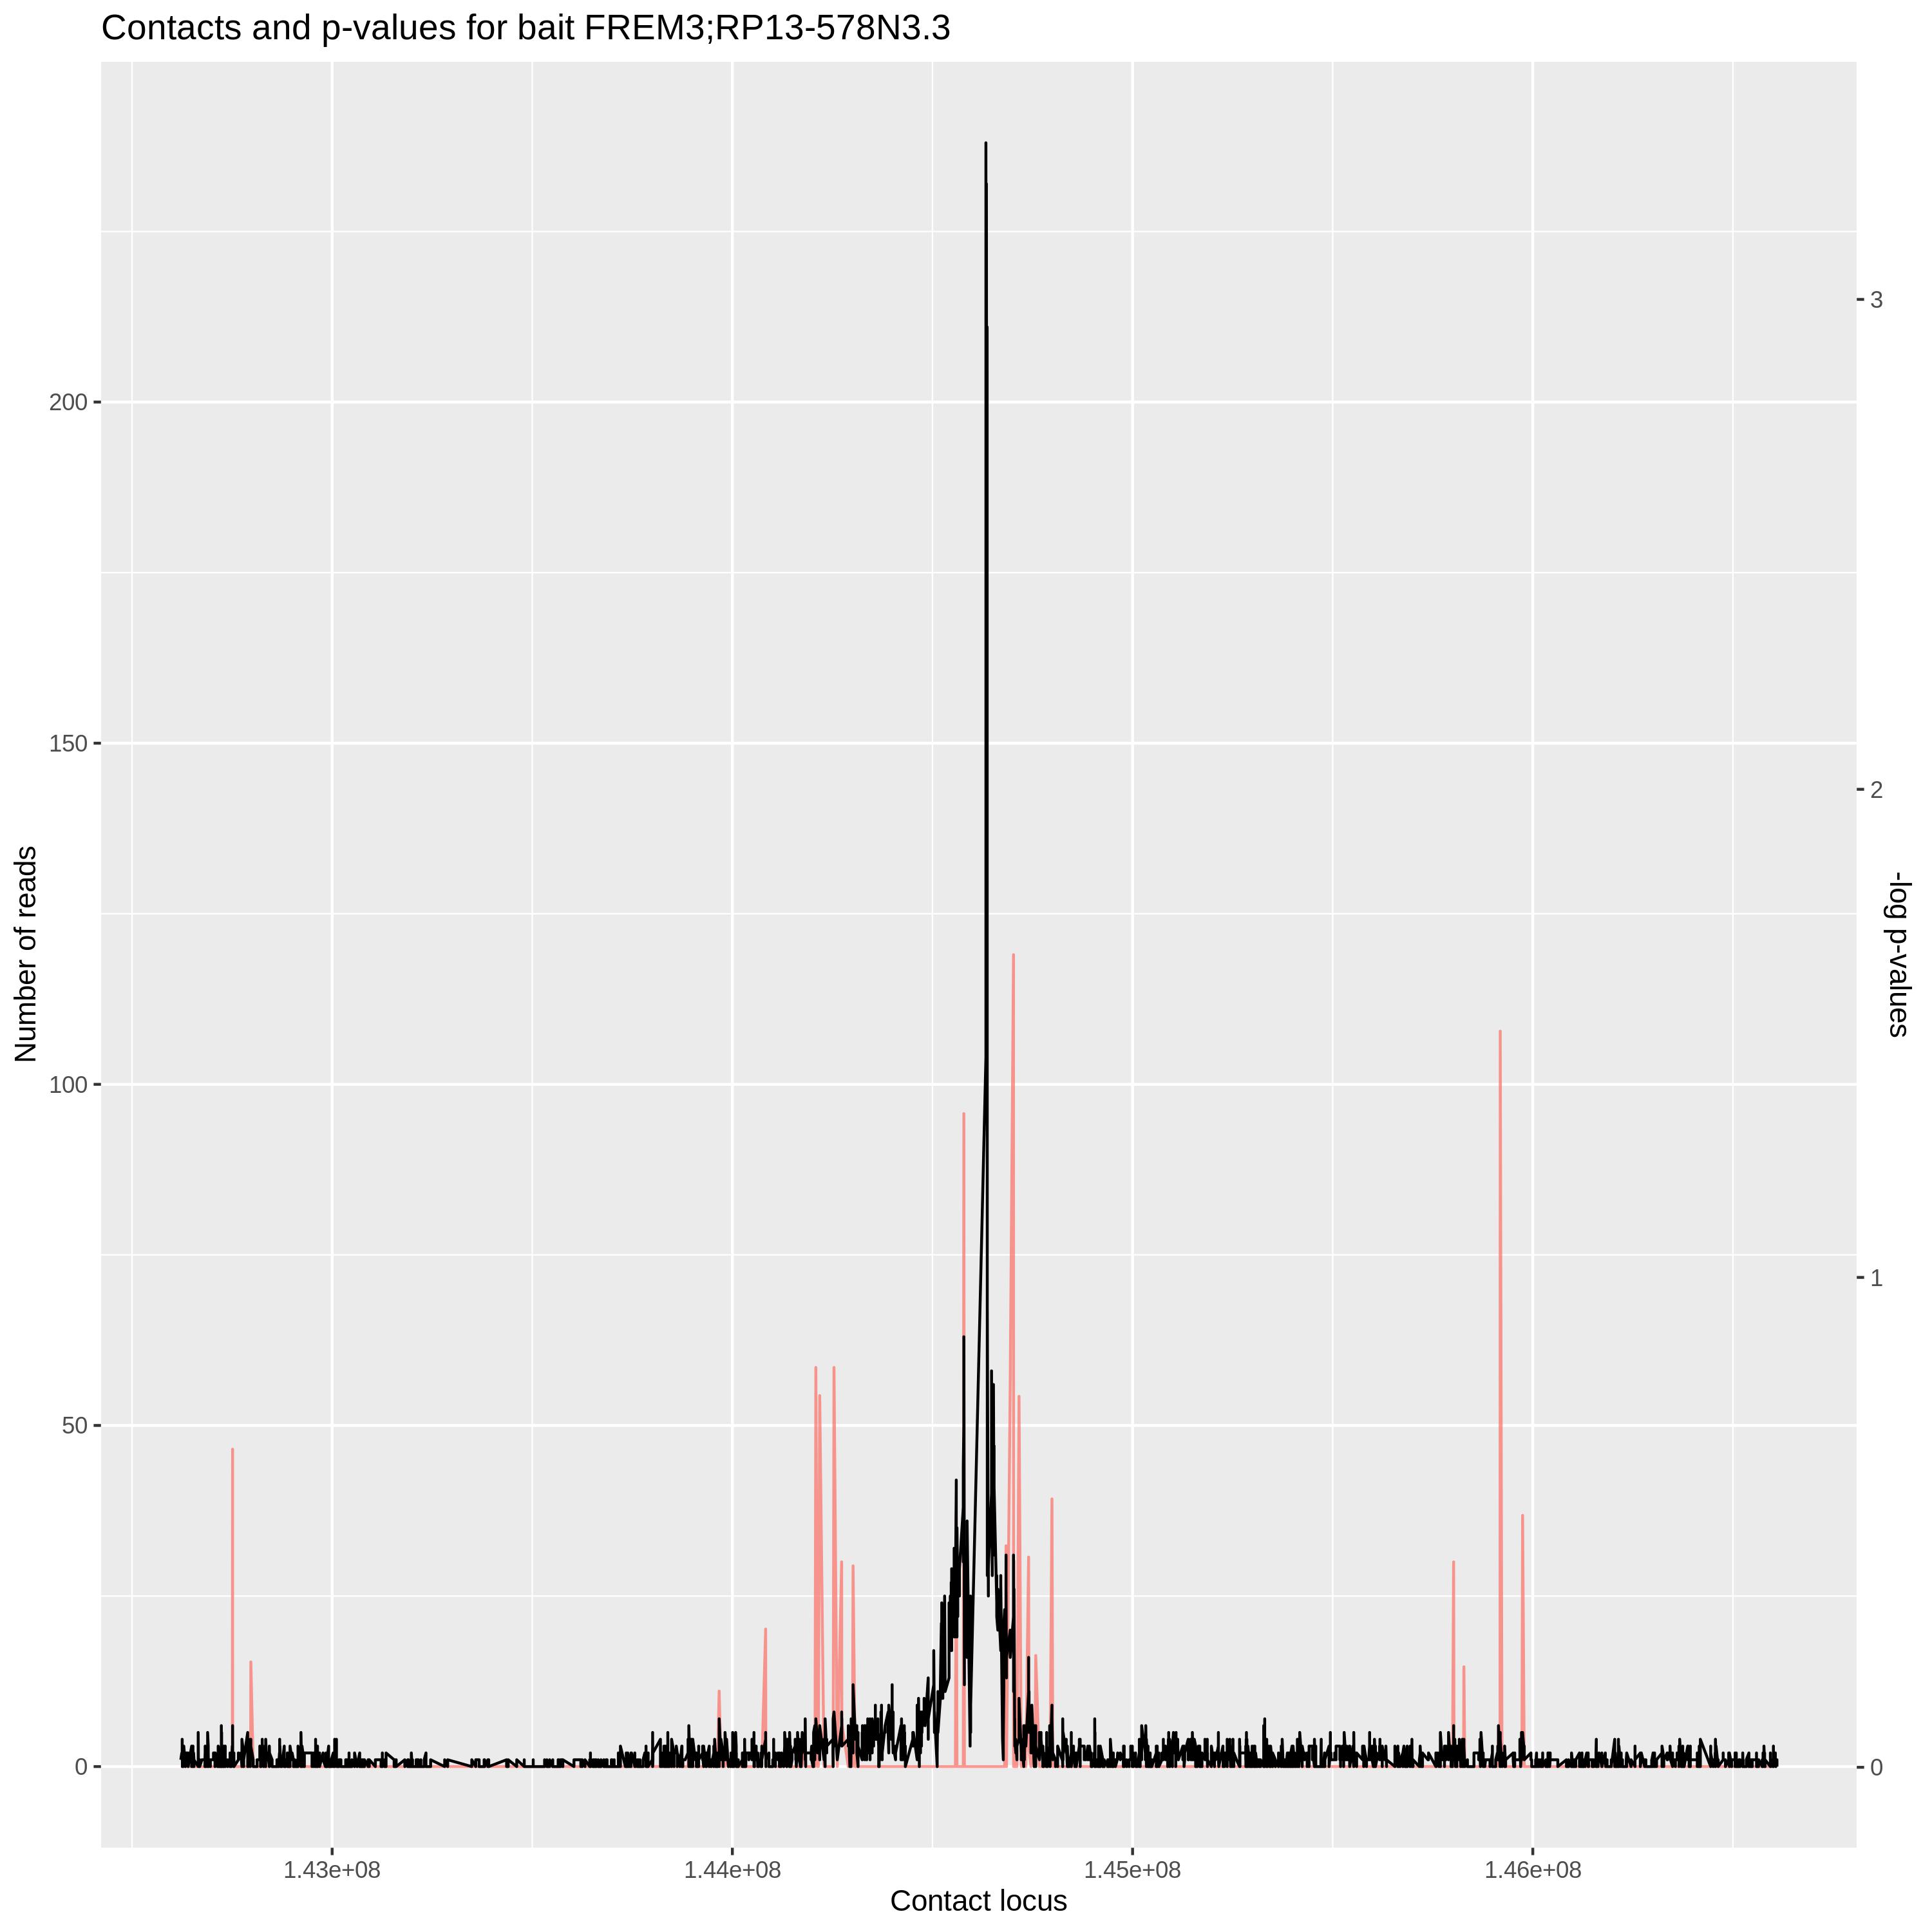 Contacts and p-values for bait FREM3;RP13-578N3.3
Number of reads
200
150
100
50
0
3
2
1
0
-log p-values
1.43e+08 1.44e+08 1.45e+08 1.46e+08
Contact locus